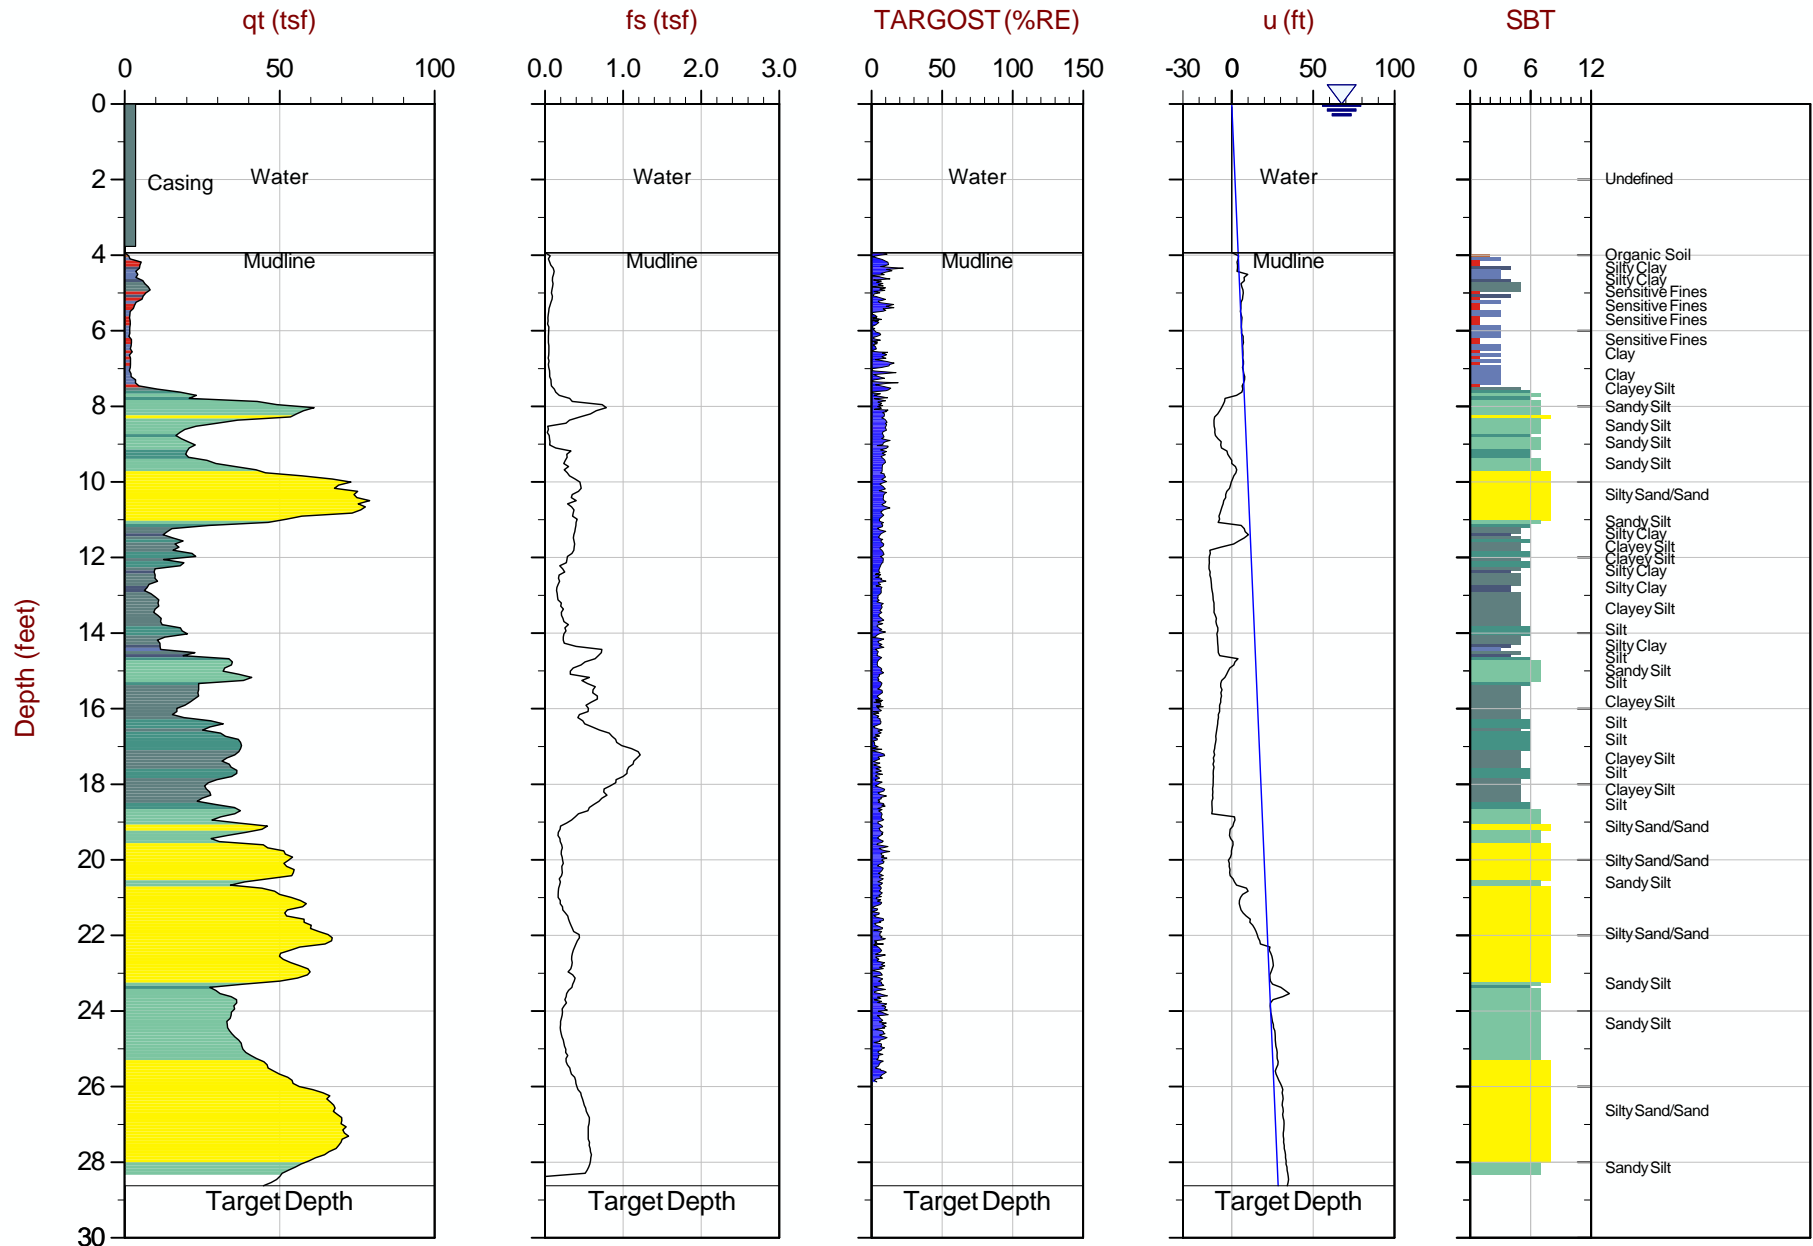 qt (tsf) fs (tsf) TARGOST (%RE) u (ft) SBT
0 50 100 0.0 1.0 2.0 3.0 0 50 100 150 -30 0 50 100 0 6 12
0
Casing Water Water Water Water
2 Undefined
4 Organic Soil
Mudline Mudline Mudline Mudline
Silty Clay
Silty Clay
Sensitive Fines
Sensitive Fines
Sensitive Fines
6
Sensitive Fines
Clay
Clay
Clayey Silt
8 Sandy Silt
Sandy Silt
Sandy Silt
Sandy Silt
10
Silty Sand/Sand
Sandy Silt
Silty Clay
Clayey Silt
12 Clayey Silt
Silty Clay
Silty Clay
Clayey Silt
14 Silt
Silty Clay
Silt
Sandy Silt
Silt
Clayey Silt
16
Silt
Silt
Clayey Silt
Silt
18 Clayey Silt
Silt
Silty Sand/Sand
20 Silty Sand/Sand
Sandy Silt
22 Silty Sand/Sand
Sandy Silt
24
Sandy Silt
26
Silty Sand/Sand
28 Sandy Silt
Target Depth Target Depth Target Depth Target Depth
30
Depth (feet)